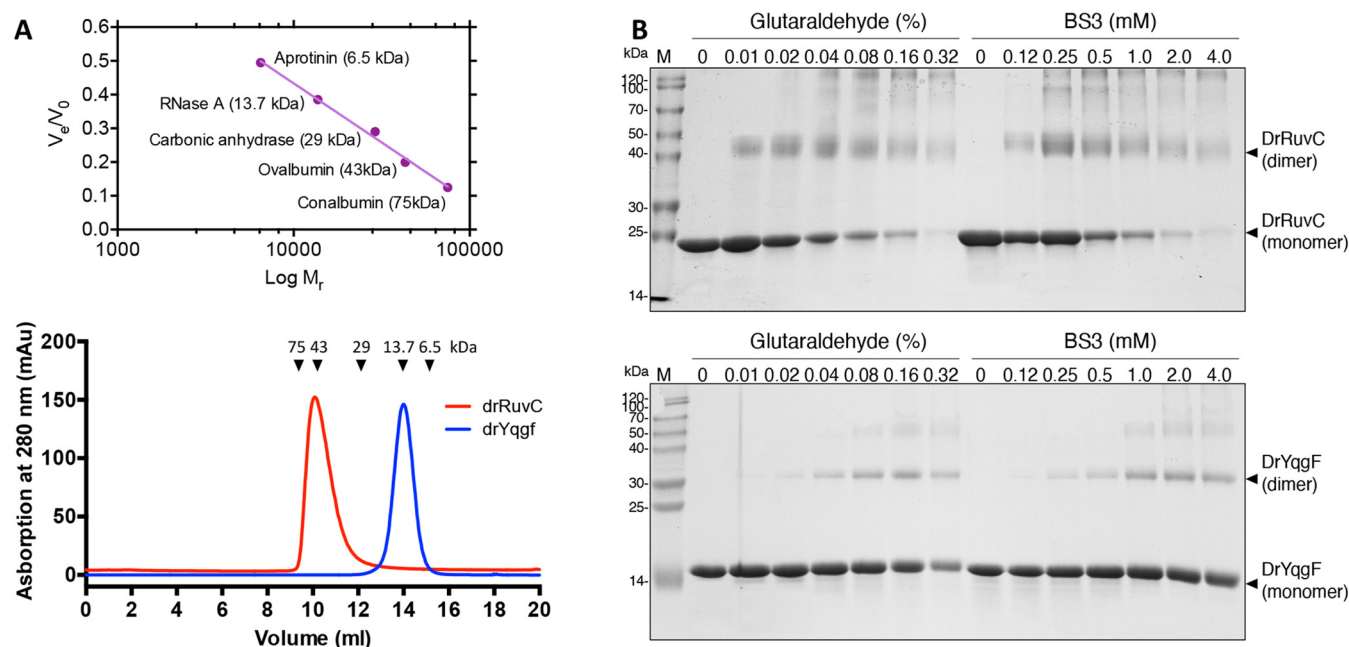 A
0.6
0.5
0.4
0.3
0.2
0.1
0.0
Ve/V0
Aprotinin (6.5 kDa)
RNase A (13.7 kDa)
Carbonic anhydrase (29 kDa)
Ovalbumin (43kDa)
Conalbumin (75kDa)
1000 10000 100000
Log Mr
200
150
100
50
0
Asborption at 280 nm (mAu)
75 43 29 13.7 6.5 kDa
drRuvC
drYqgf
0 2 4 6 8 10 12 14 16 18 20
Volume (ml)
B
Glutaraldehyde (%) BS3 (mM)
kDa M 0 0.01 0.02 0.04 0.08 0.16 0.32 0 0.12 0.25 0.5 1.0 2.0 4.0
120-
100-
70-
50-
40-
30-
25-
14-
DrRuvC
(dimer)
DrRuvC
(monomer)
Glutaraldehyde (%) BS3 (mM)
kDa M 0 0.01 0.02 0.04 0.08 0.16 0.32 0 0.12 0.25 0.5 1.0 2.0 4.0
120-
100-
70-
50-
40-
30-
25-
14-
DrYqgF
(dimer)
DrYqgF
(monomer)